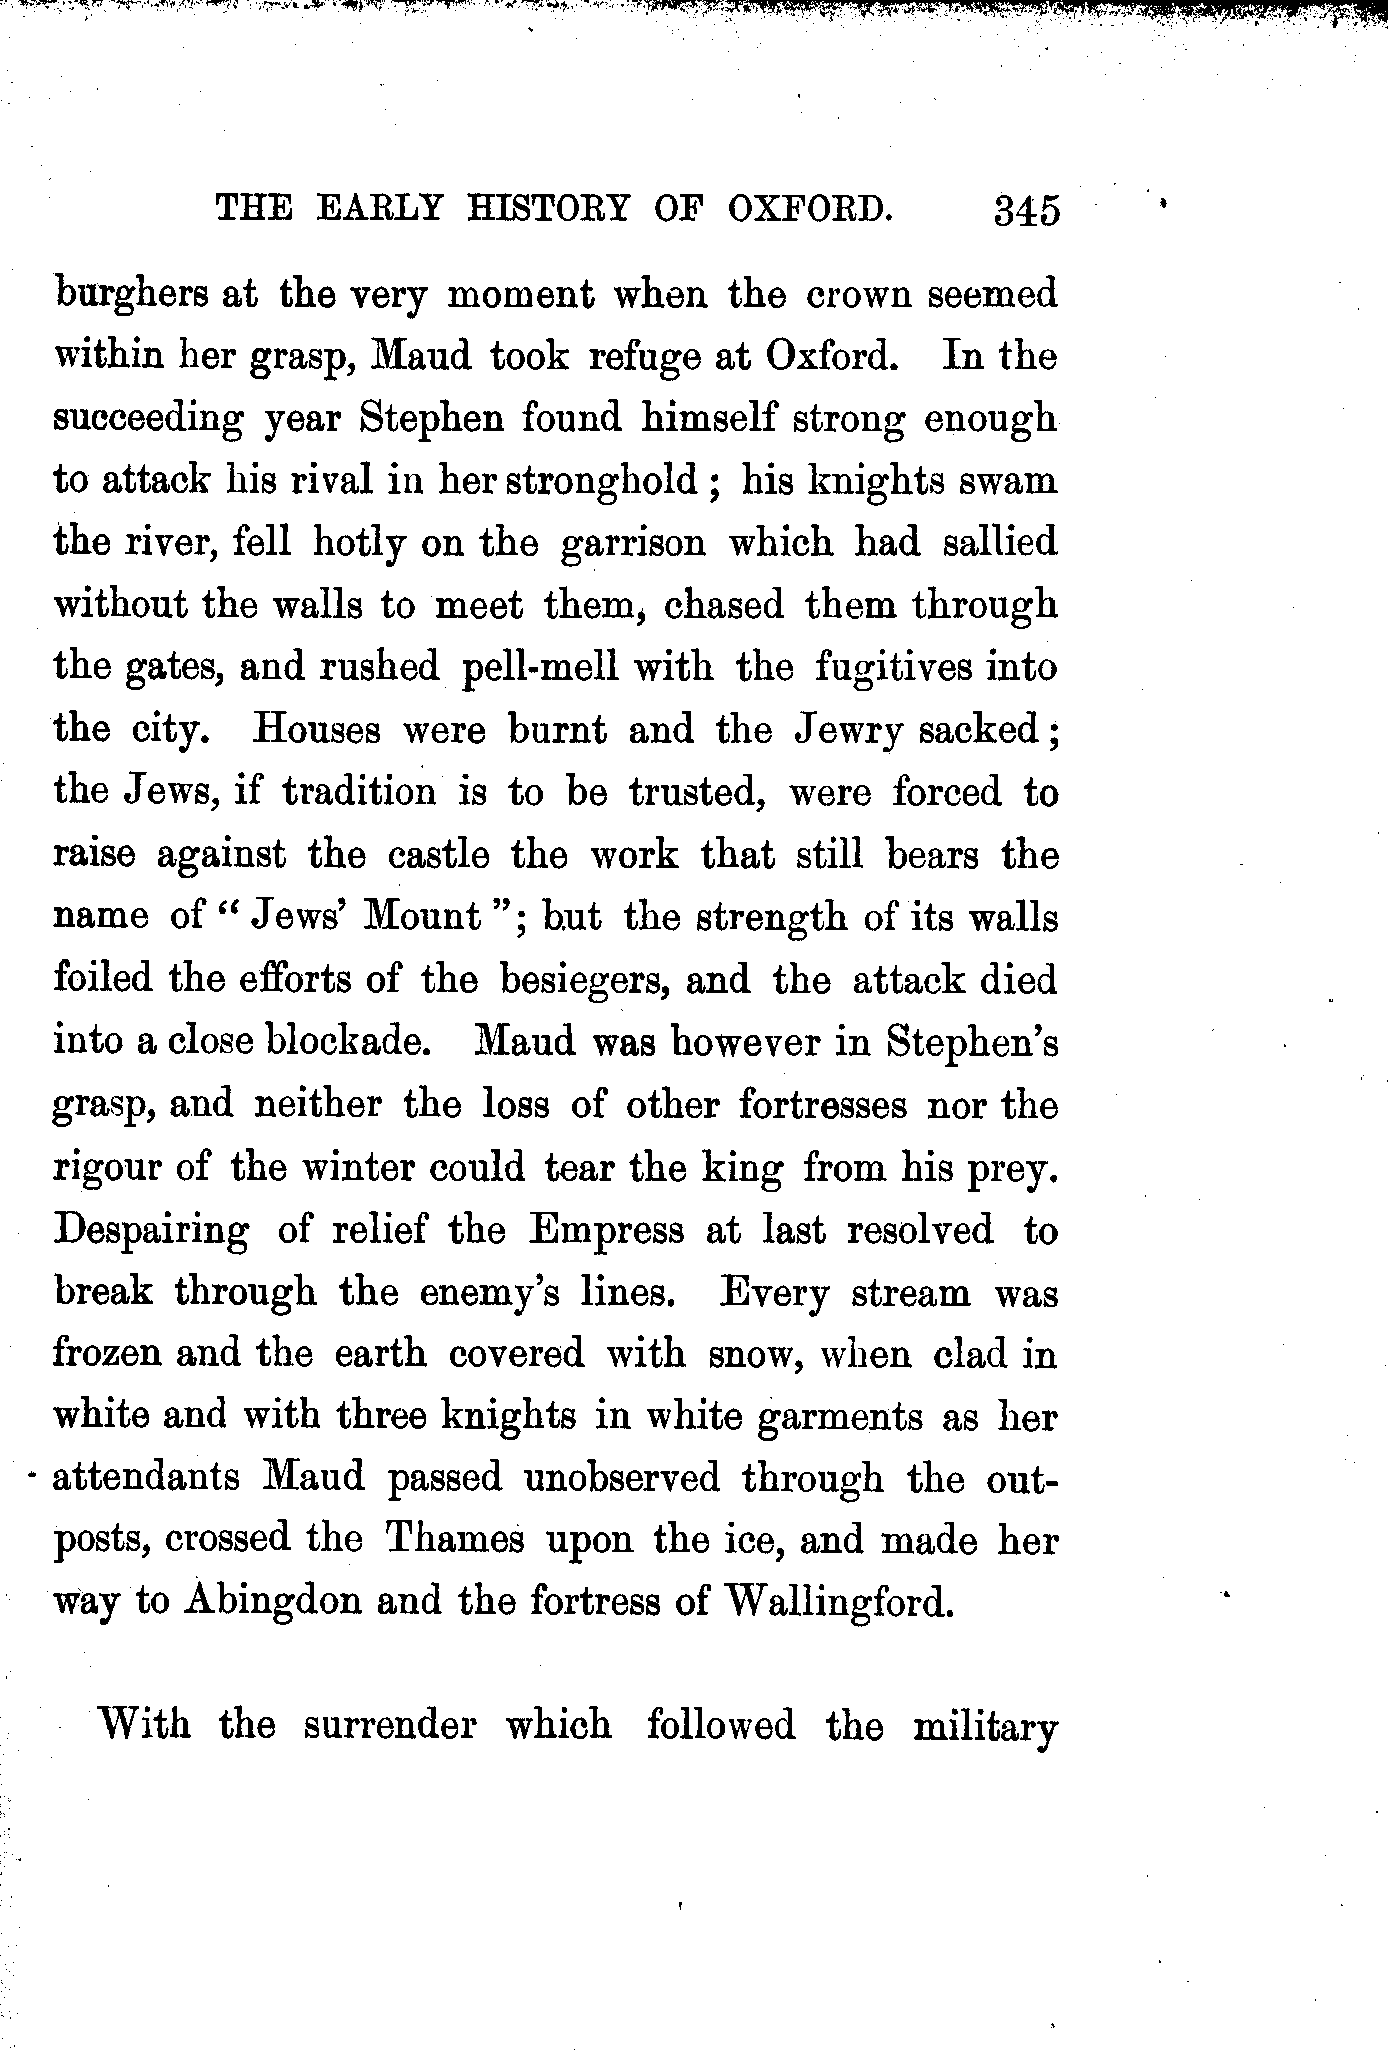 THE EARLY HISTORY OF OXFORD. 345
burghers at the very moment when the crown seemed
within her grasp, Maud took refuge at Oxford. In the
succeeding year Stephen found himself strong enough
to attack his rival in her stronghold ; his knights swam
the river, fell hotly on the garrison which had sallied
without the walls to meet them, chased them through
the gates, and rushed pell-mell with the fugitives into
the city. Houses were burnt and the Jewry sacked ;
the Jews, if tradition is to be trusted, were forced to
raise against the castle the work that still bears the
name of “ Jews’ Mount ”; but the strength of its walls
foiled the efforts of the besiegers, and the attack died
into a close blockade. Maud was however in Stephen’s
grasp, and neither the loss of other fortresses nor the
rigour of the winter could tear the king from his prey.
Despairing of relief the Empress at last resolved to
break through the enemy’s lines. Every stream was
frozen and the earth covered with snow, when clad in
white and with three knights in white garments as her
attendants Maud passed unobserved through the out-
posts, crossed the Thames upon the ice, and made her
way to Abingdon and the fortress of Wallingford.
With the surrender which followed the military